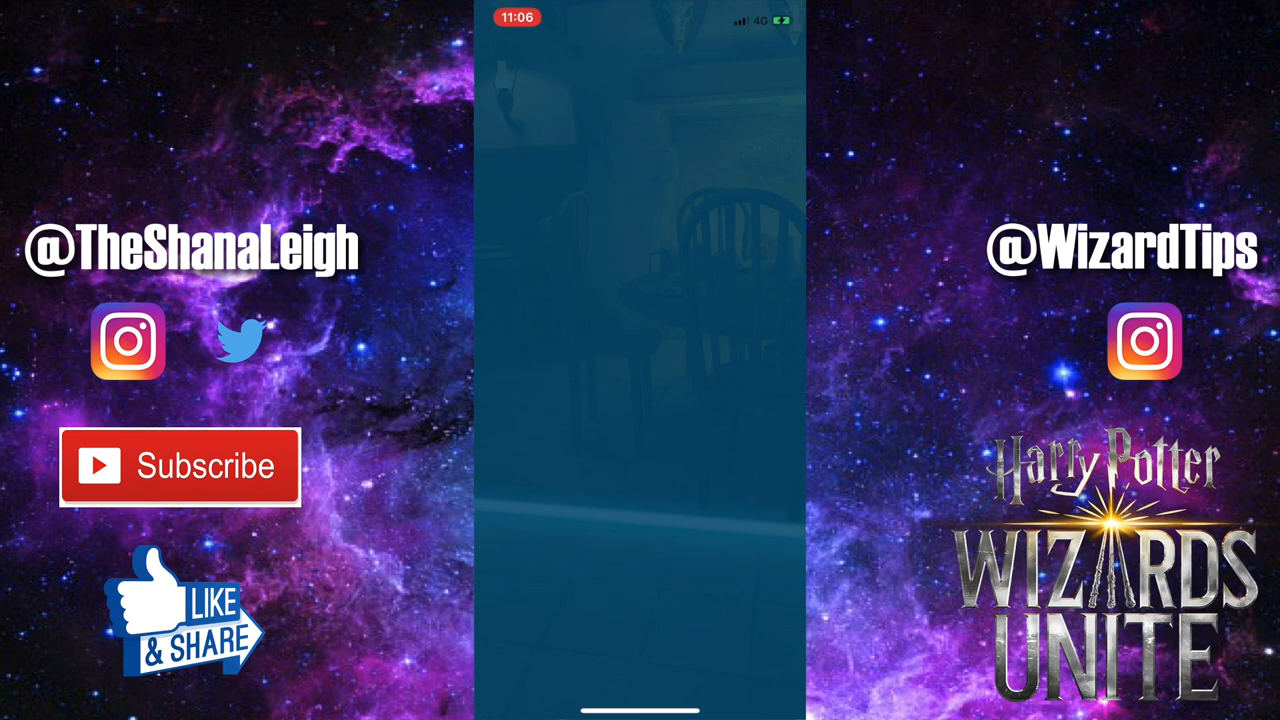 11:06
4G
@TheShanaLeigh
@WizardTips
Subscribe
LIKE
& SHARE
Harry Potter
WIZARDS
UNITE